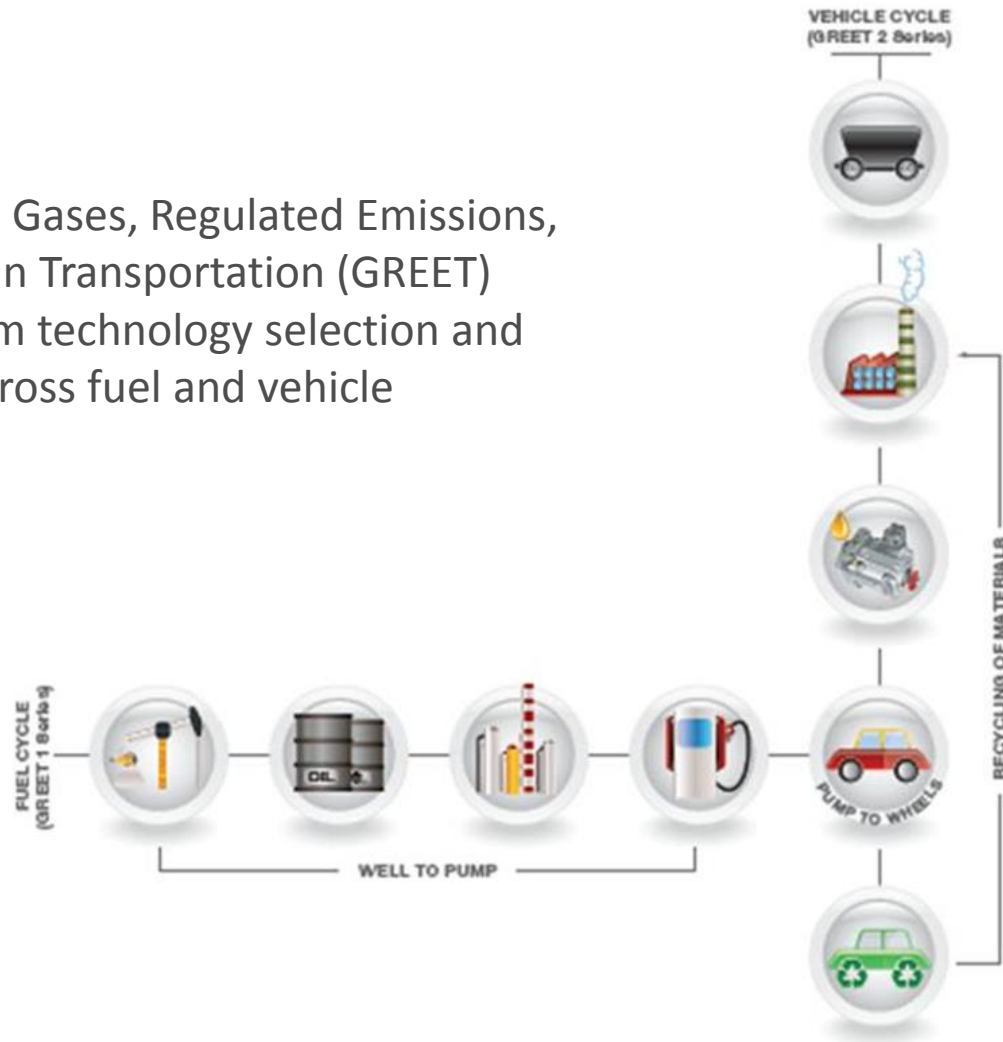 VEHICLE CYCLE
(GREET 2 Series)
Gases, Regulated Emissions,
n Transportation (GREET)
m technology selection and
ross fuel and vehicle
RECYCLING OF MATERIALS
FUEL CYCLE
(GREET 1 Series)
OIL
PUMP TO WHEELS
WELL TO PUMP